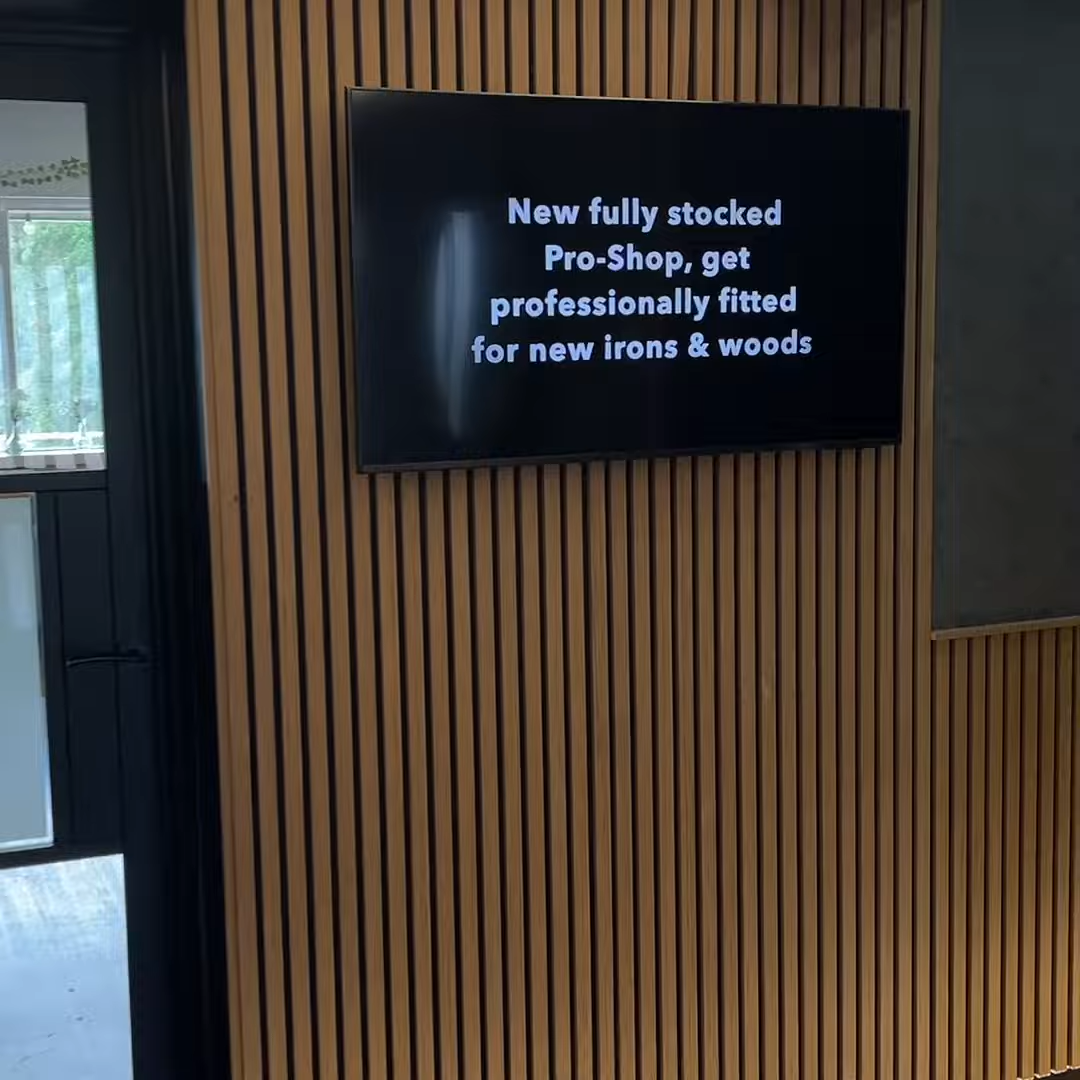 New fully stocked
Pro-Shop, get
professionally fitted
for new irons & woods